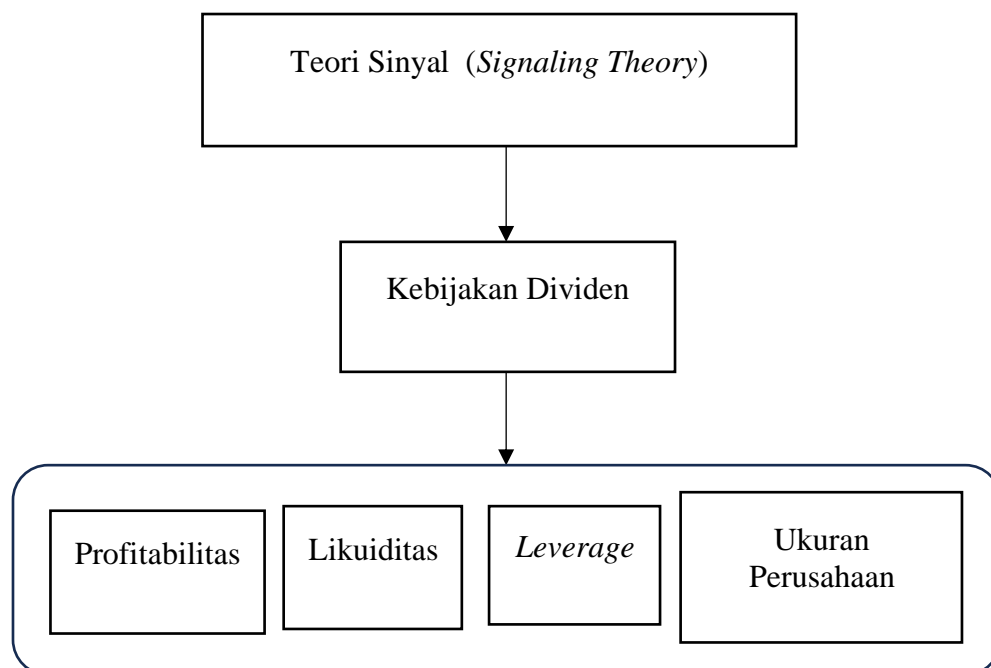 Teori Sinyal (Signaling Theory)
Kebijakan Dividen
Profitabilitas
Likuiditas
Leverage
Ukuran
Perusahaan